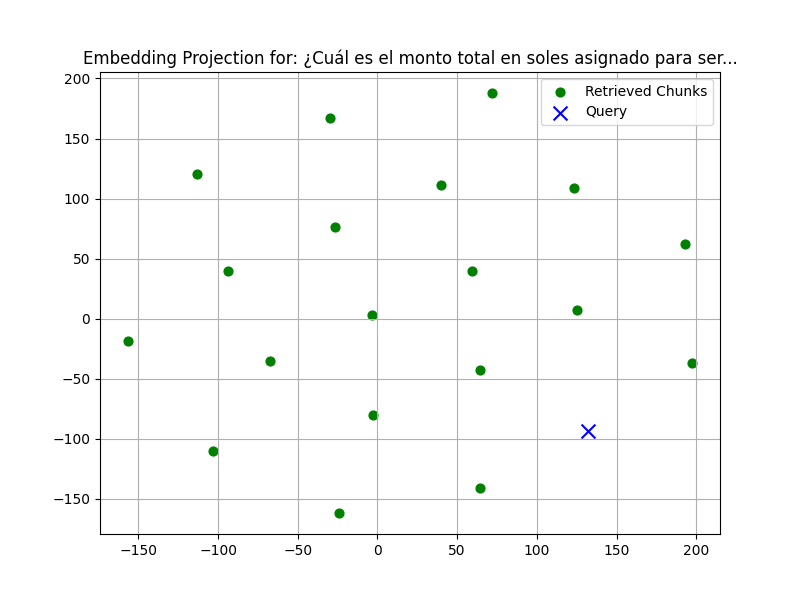 Embedding Projection for: ¿Cuál es el monto total en soles asignado para ser...
Retrieved Chunks
Query
200
150
100
50
0
−50
−100
−150
−150 −100 −50 0 50 100 150 200